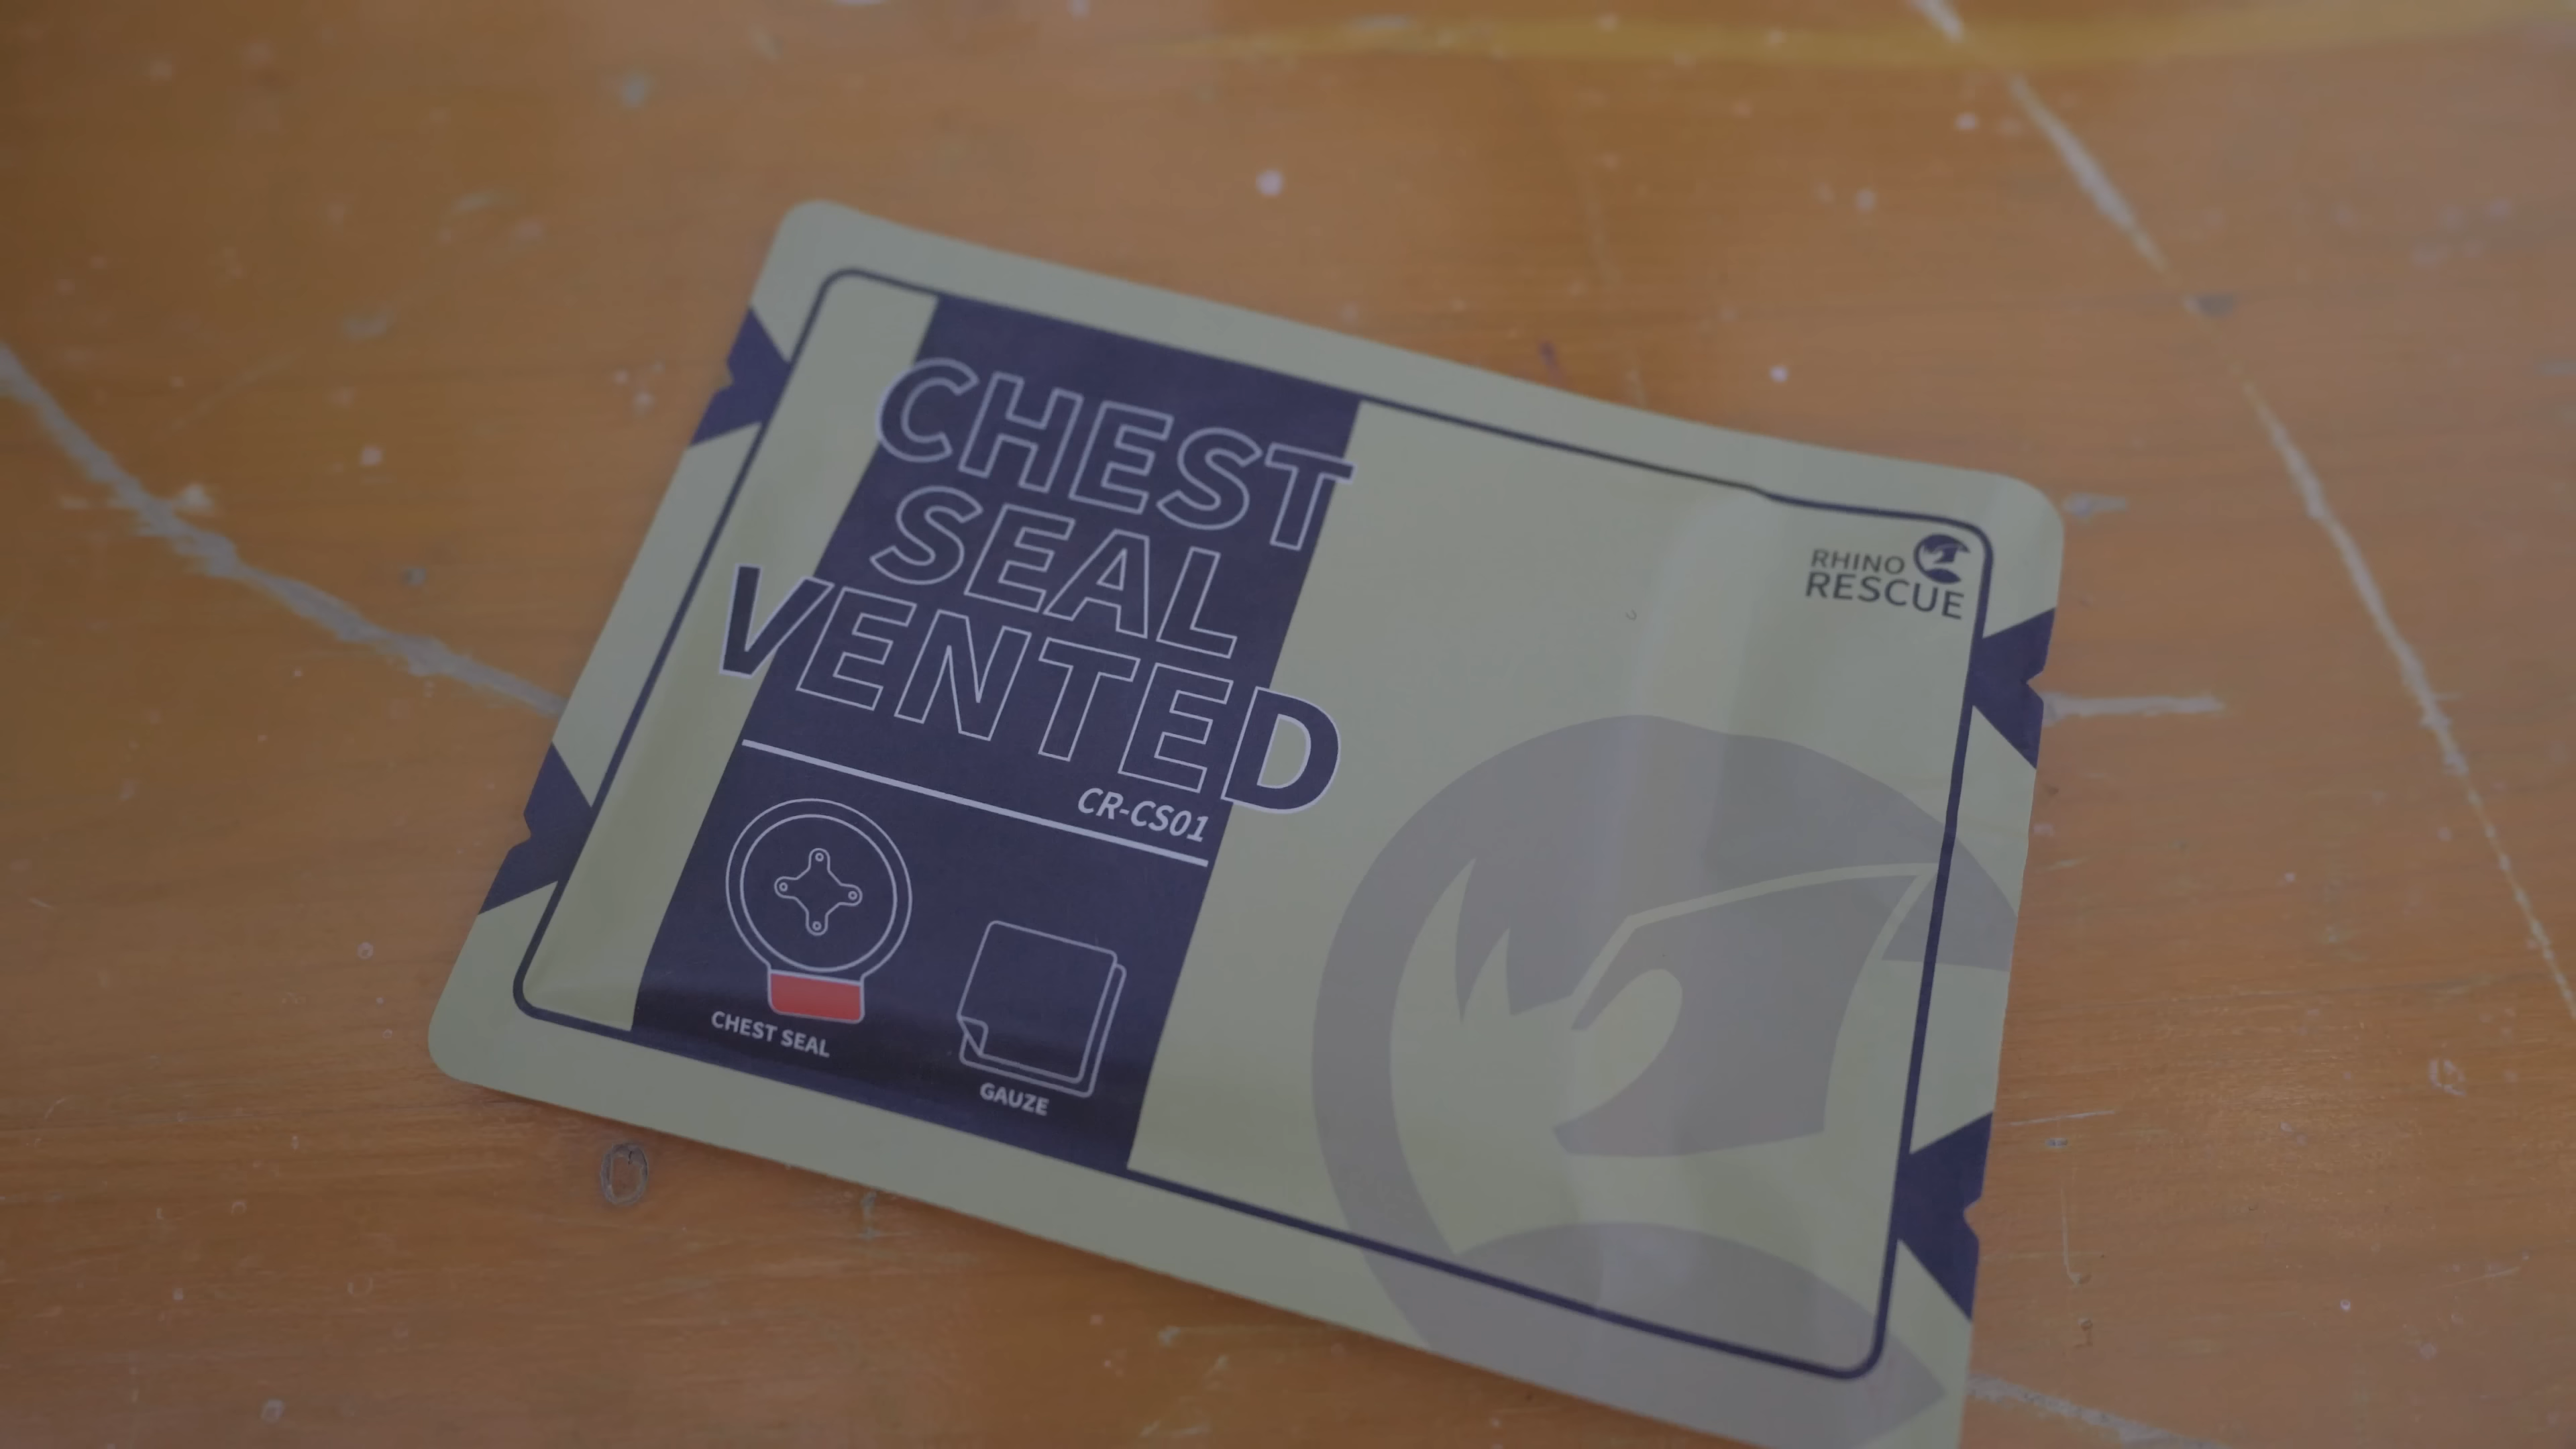 CHEST
SEAL
VENTED
CR-CS01
CHEST SEAL
GAUZE
RHINO
RESCUE